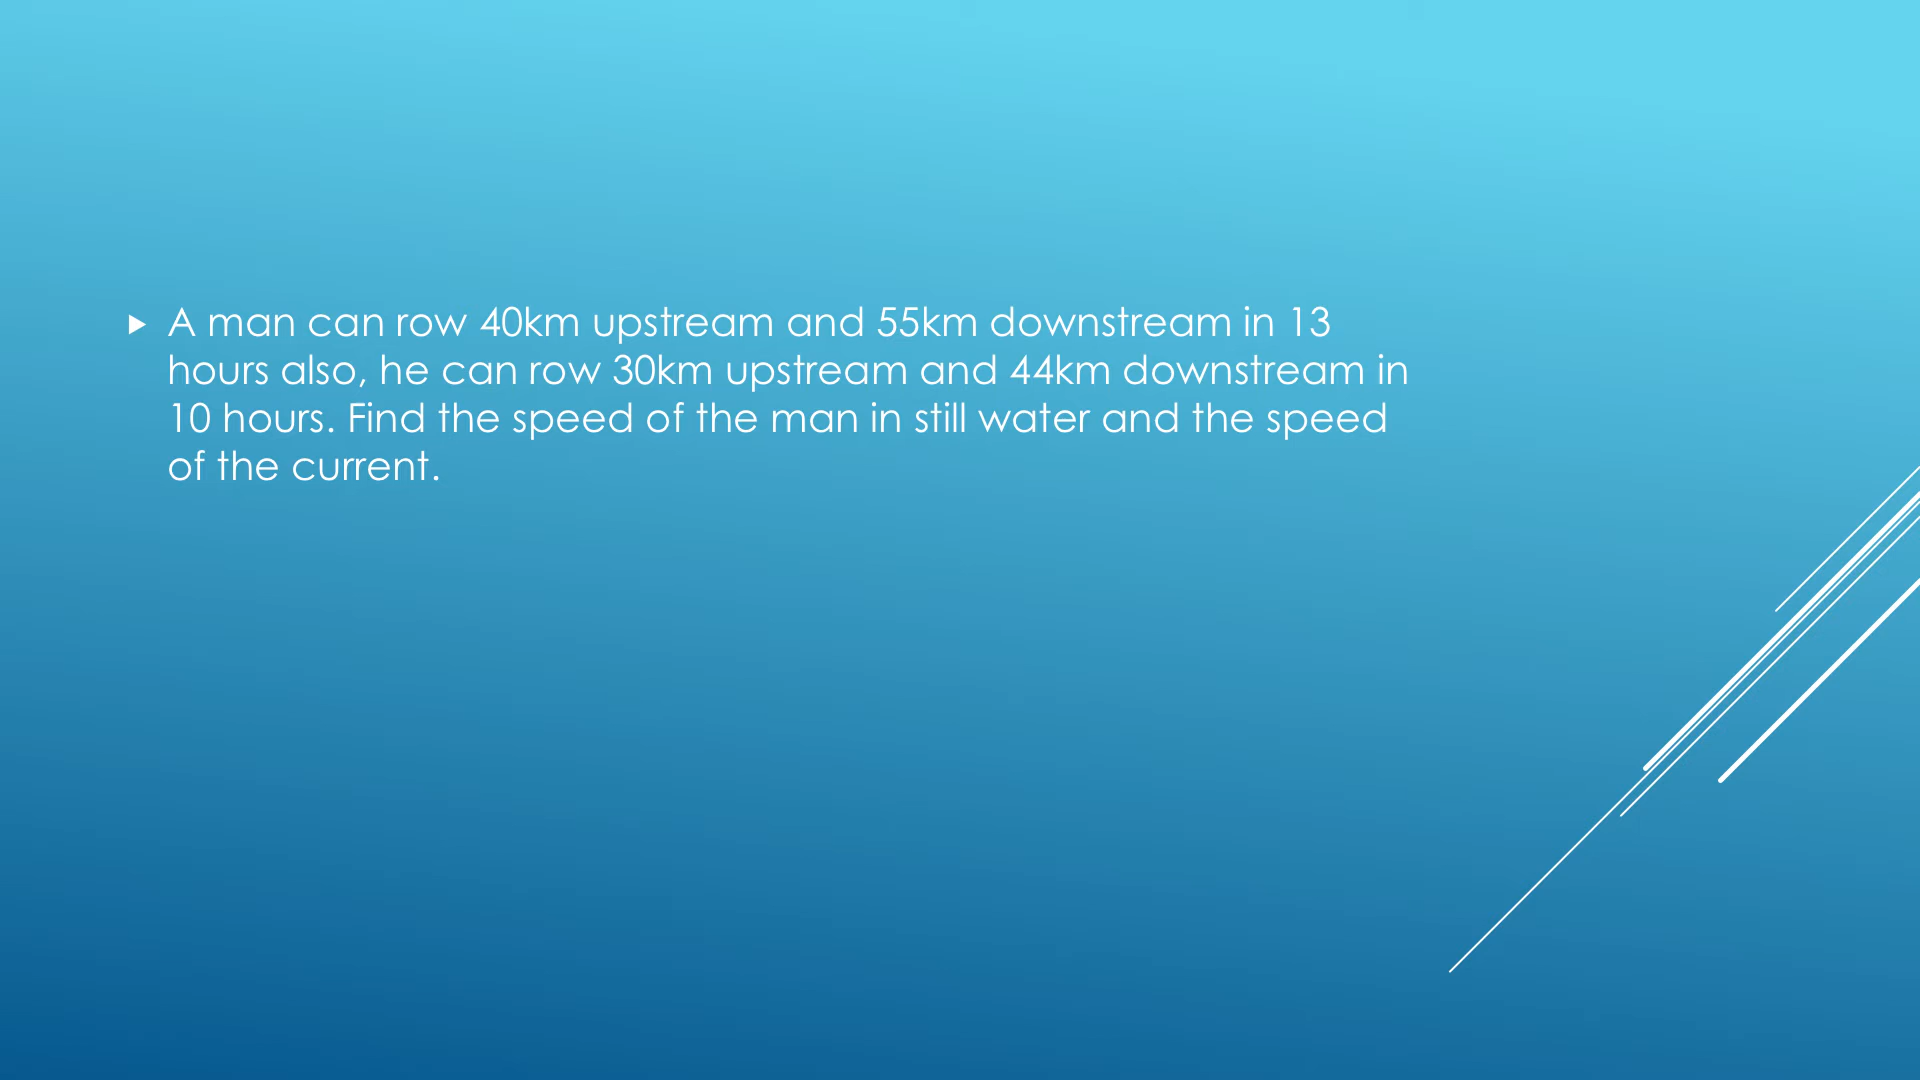 A man can row 40km upstream and 55km downstream in 13
hours also, he can row 30km upstream and 44km downstream in
10 hours. Find the speed of the man in still water and the speed
of the current.